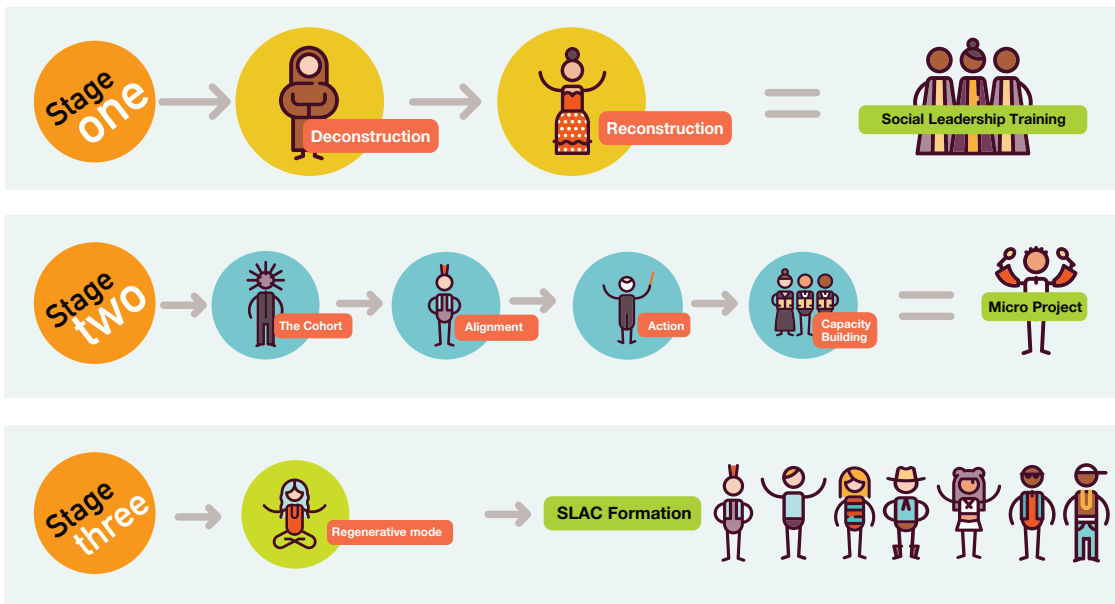 Stage
one
Deconstruction
Reconstruction
Social Leadership Training
Stage
two
The Cohort
Alignment
Action
Capacity
Building
Micro Project
Stage
three
Regenerative mode
SLAC Formation